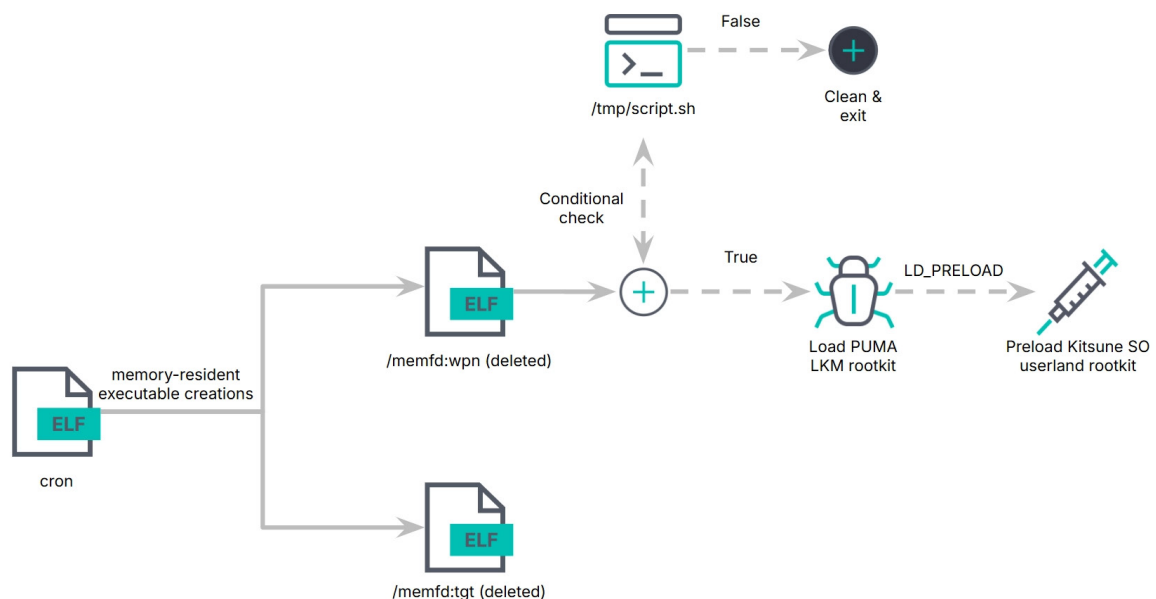 False
/tmp/script.sh
Clean &
exit
Conditional
check
True
LD_PRELOAD
ELF
/memfd:wpn (deleted)
Load PUMA
LKM rootkit
Preload Kitsune SO
userland rootkit
memory-resident
executable creations
ELF
cron
ELF
/memfd:tgt (deleted)